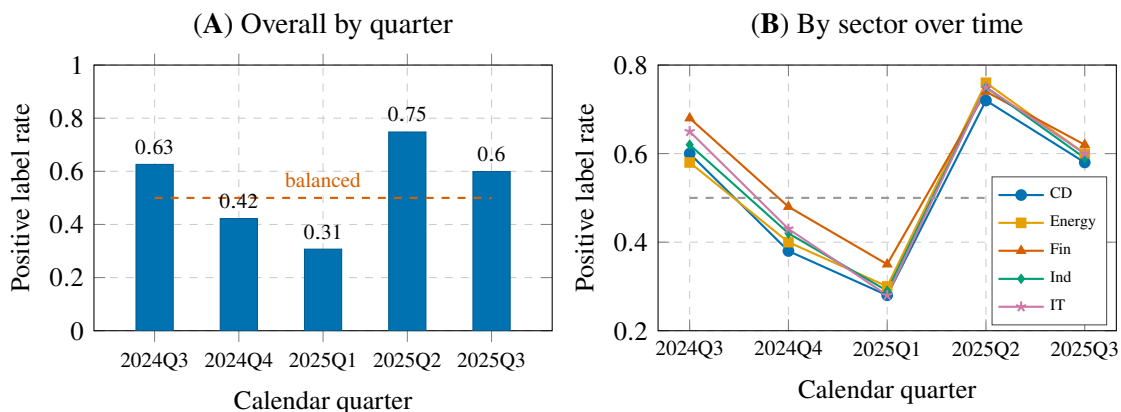 (A) Overall by quarter
Positive label rate
1
0.8
0.6
0.4
0.2
0
0.63
0.42
0.31
0.75
0.6
balanced
2024Q3
2024Q4
2025Q1
2025Q2
2025Q3
Calendar quarter
(B) By sector over time
Positive label rate
0.8
0.6
0.4
0.2
CD
Energy
Fin
Ind
IT
2024Q3
2024Q4
2025Q1
2025Q2
2025Q3
Calendar quarter